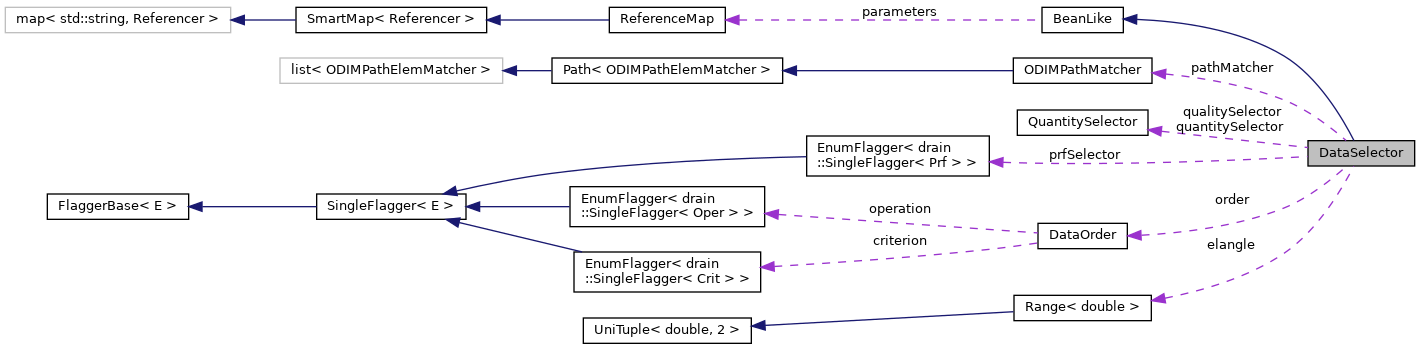 map< std::string, Referencer >
SmartMap< Referencer >
ReferenceMap
parameters
BeanLike
list< ODIMPathElemMatcher >
Path< ODIMPathElemMatcher >
ODIMPathMatcher
pathMatcher
QuantitySelector
qualitySelector
quantitySelector
DataSelector
EnumFlagger< drain
::SingleFlagger< Prf > >
prfSelector
FlaggerBase< E >
SingleFlagger< E >
EnumFlagger< drain
::SingleFlagger< Oper > >
operation
criterion
DataOrder
order
elangle
EnumFlagger< drain
::SingleFlagger< Crit > >
UniTuple< double, 2 >
Range< double >